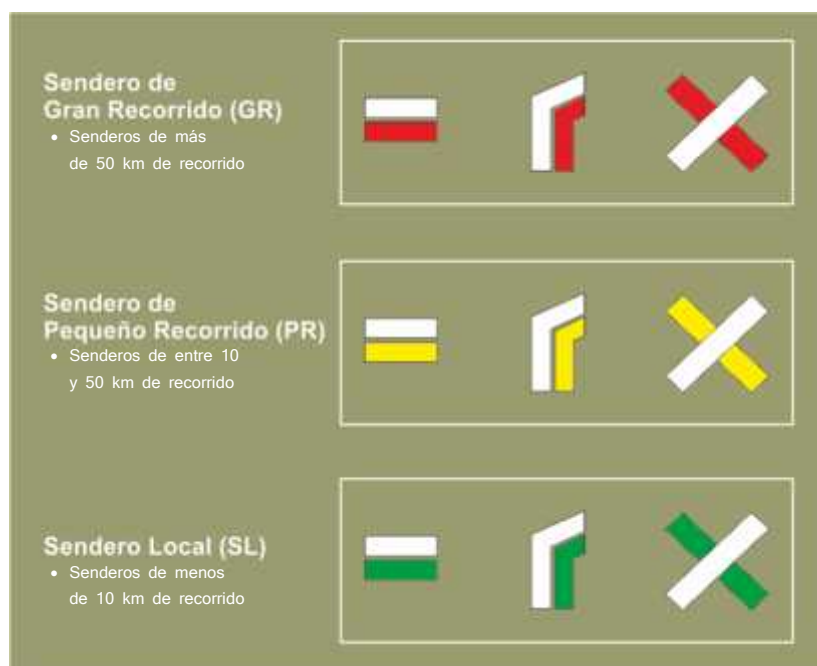 Sendero de
Gran Recorrido (GR)
• Senderos de más
de 50 km de recorrido
Sendero de
Pequeño Recorrido (PR)
• Senderos de entre 10
y 50 km de recorrido
Sendero Local (SL)
• Senderos de menos
de 10 km de recorrido